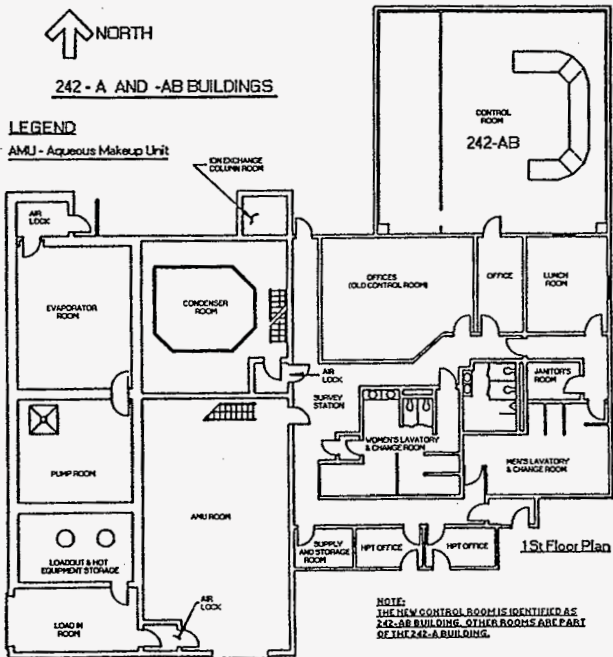 NORTH
242 - A AND -AB BUILDINGS
LEGEND
AMU - Aqueous Makeup Unit
ION EXCHANGE
COLUMN ROOM
CONTROL
ROOM
242-AB
AIR
LOCK
EVAPORATOR
ROOM
CONDENSER
ROOM
OFFICES
(OLD CONTROL ROOM)
OFFICE
LUNCH
ROOM
AIR
LOCK
SURVEY
STATION
JANITOR'S
ROOM
WOMEN'S LAVATORY
& CHANGE ROOM
MEN'S LAVATORY
& CHANGE ROOM
PUMP ROOM
AMU ROOM
LOADOUT & HOT
EQUIPMENT STORAGE
SUPPLY
AND STORAGE
ROOM
HPT OFFICE
HPT OFFICE
1St Floor Plan
AIR
LOCK
LOAD IN
ROOM
NOTE:
THE NEW CONTROL ROOM IS IDENTIFIED AS
242-AB BUILDING. OTHER ROOMS ARE PART
OF THE 242-A BUILDING.